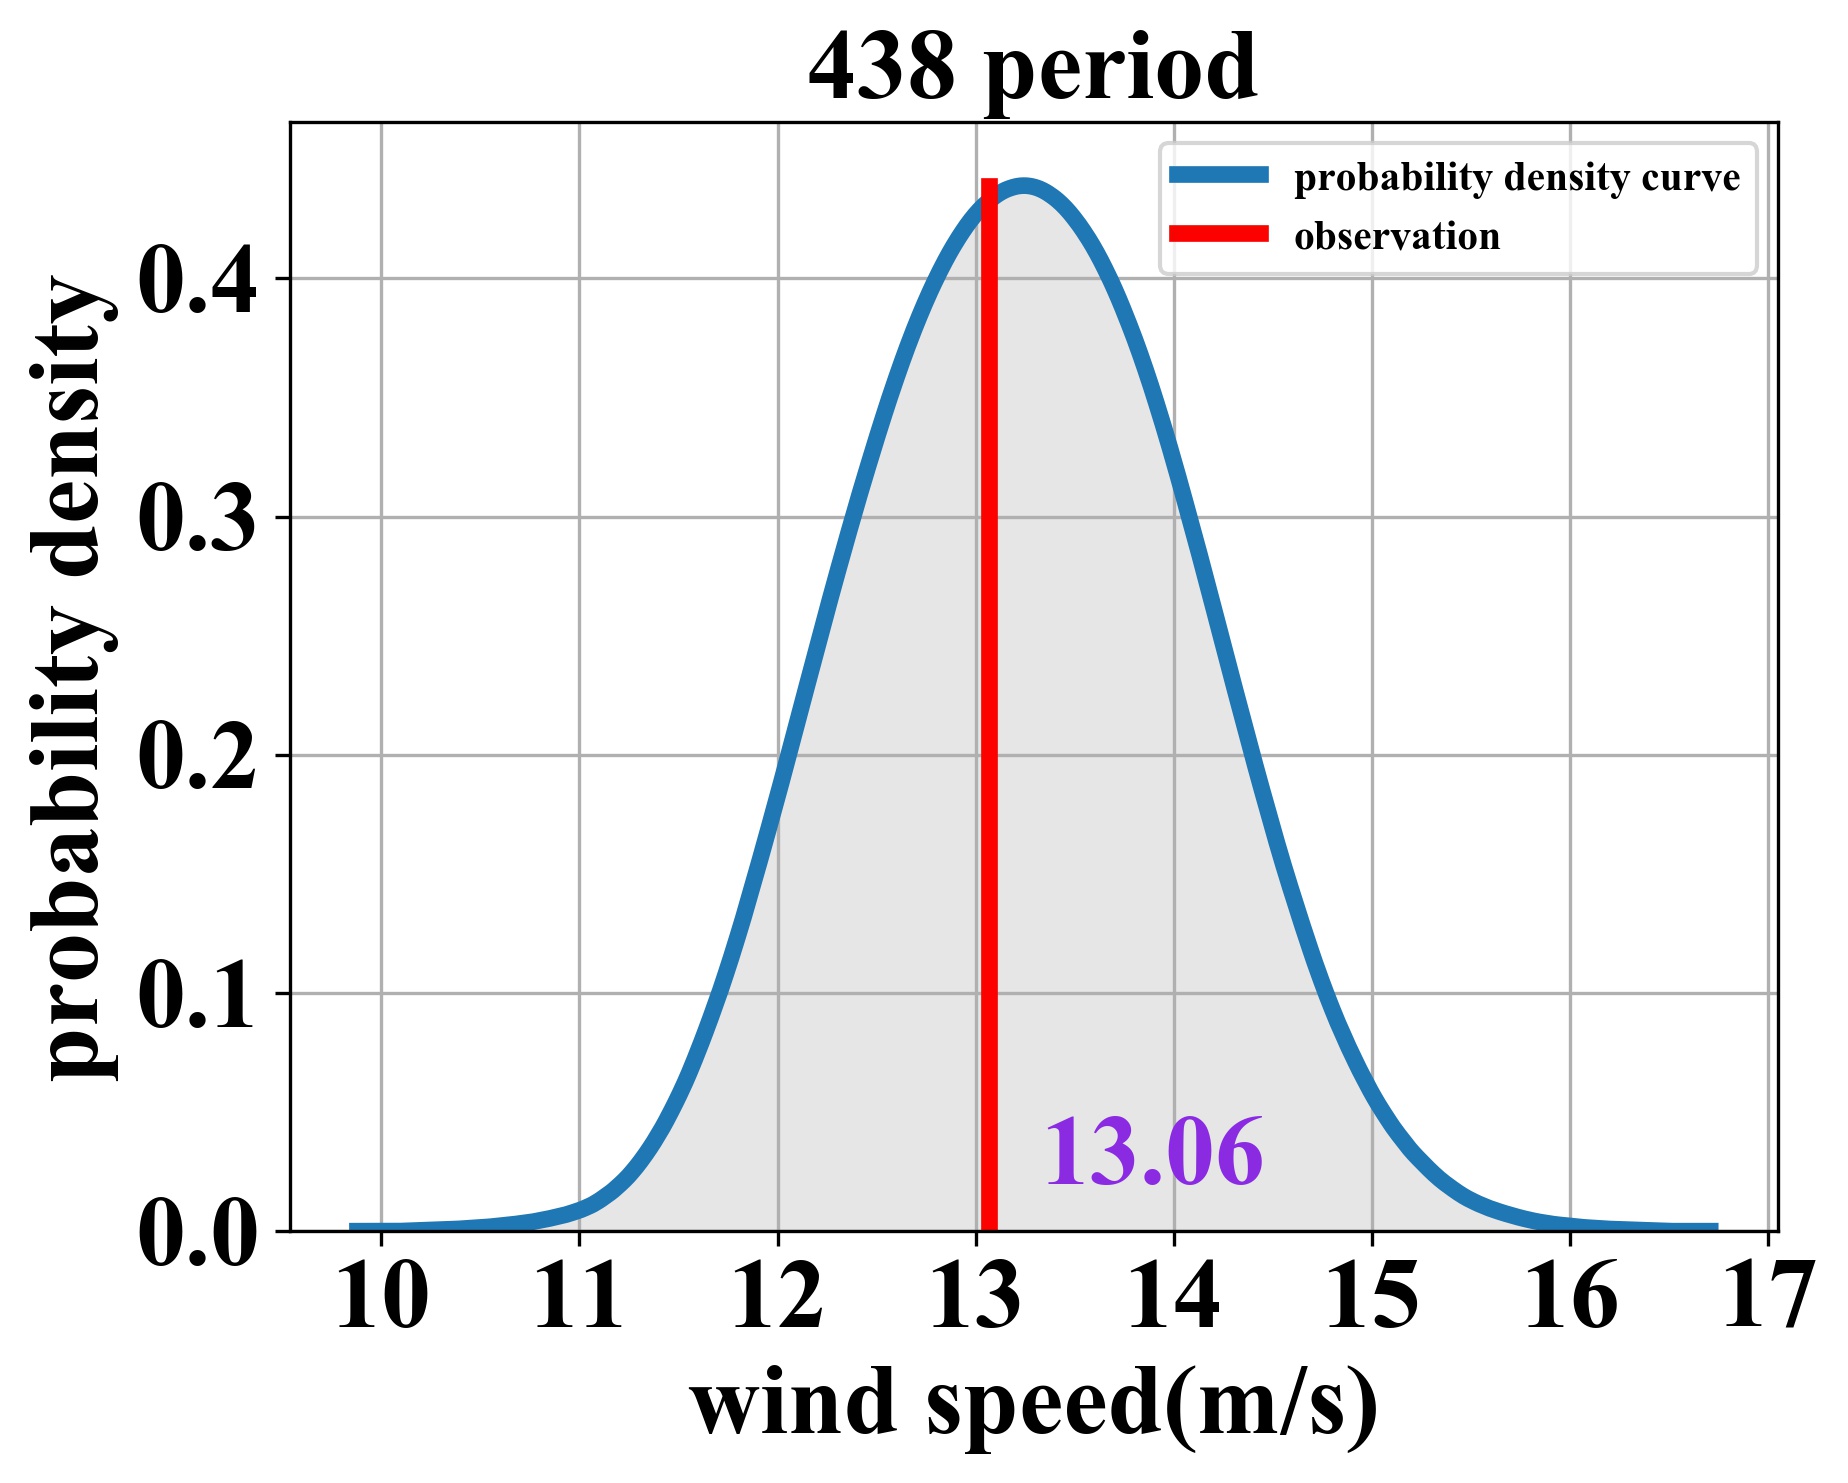 438 period
probability density curve
observation
0.4
0.3
0.2
0.1
0.0
probability density
13.06
10 11 12 13 14 15 16 17
wind speed(m/s)